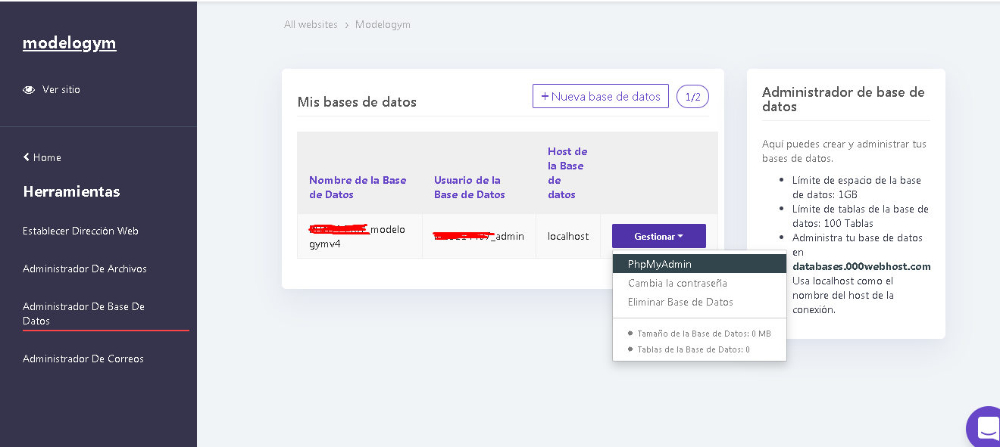 modelogym
Ver sitio
Home
Herramientas
Establecer Dirección Web
Administrador De Archivos
Administrador De Base De
Datos
Administrador De Correos
All websites › Modelogym
Mis bases de datos
+ Nueva base de datos
1/2
Nombre de la Base
de Datos
Usuario de la
Base de Datos
Host de
la Base
de
datos
_modelo
gymv4
_admin
localhost
Gestionar
PhpMyAdmin
Cambia la contraseña
Eliminar Base de Datos
• Tamaño de la Base de Datos: 0 MB
• Tablas de la Base de Datos: 0
Administrador de base de
datos
Aquí puedes crear y administrar tus
bases de datos.
• Límite de espacio de la base
de datos: 1GB
• Límite de tablas de la base de
datos: 100 Tablas
• Administra tu base de datos
en
databases.000webhost.com
Usa localhost como el
nombre del host de la
conexión.